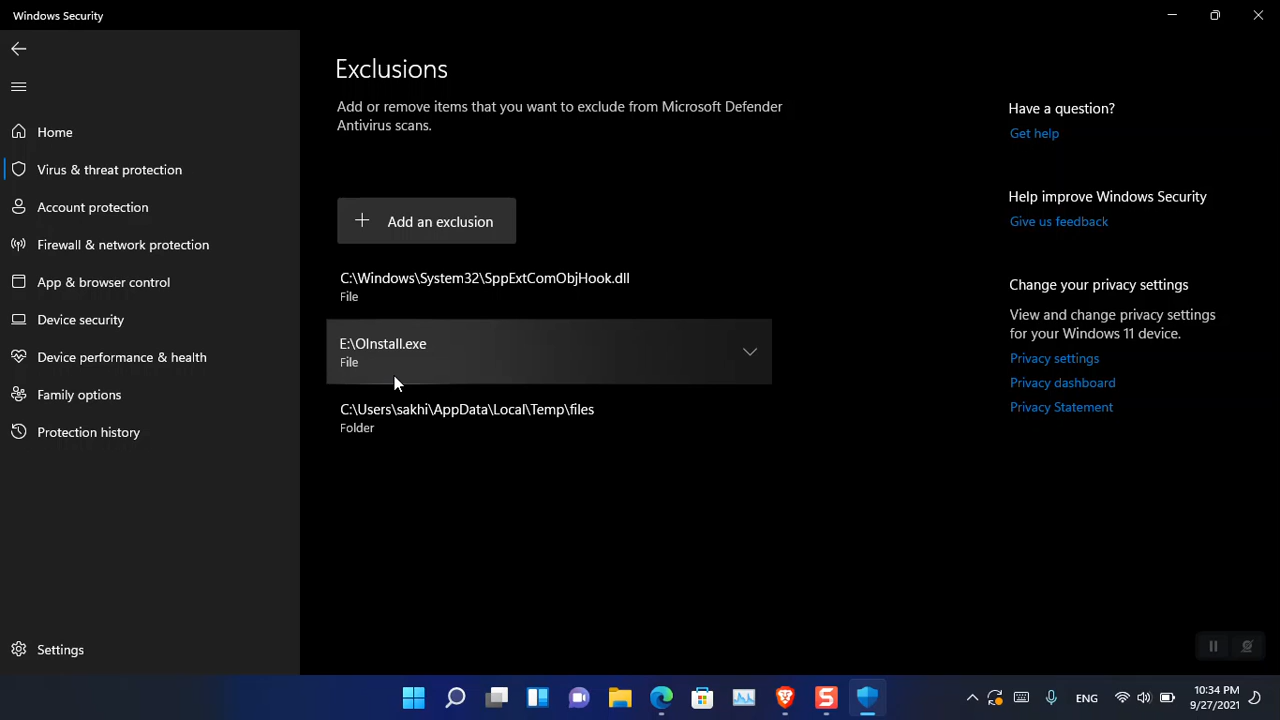 Windows Security
Home
Virus & threat protection
Account protection
Firewall & network protection
App & browser control
Device security
Device performance & health
Family options
Protection history
Settings
Exclusions
Add or remove items that you want to exclude from Microsoft Defender
Antivirus scans.
Add an exclusion
C:\Windows\System32\SppExtComObjHook.dll
File
E:\OInstall.exe
File
C:\Users\sakhi\AppData\Local\Temp\files
Folder
Have a question?
Get help
Help improve Windows Security
Give us feedback
Change your privacy settings
View and change privacy settings
for your Windows 11 device.
Privacy settings
Privacy dashboard
Privacy Statement
S
ENG
10:34 PM
9/27/2021